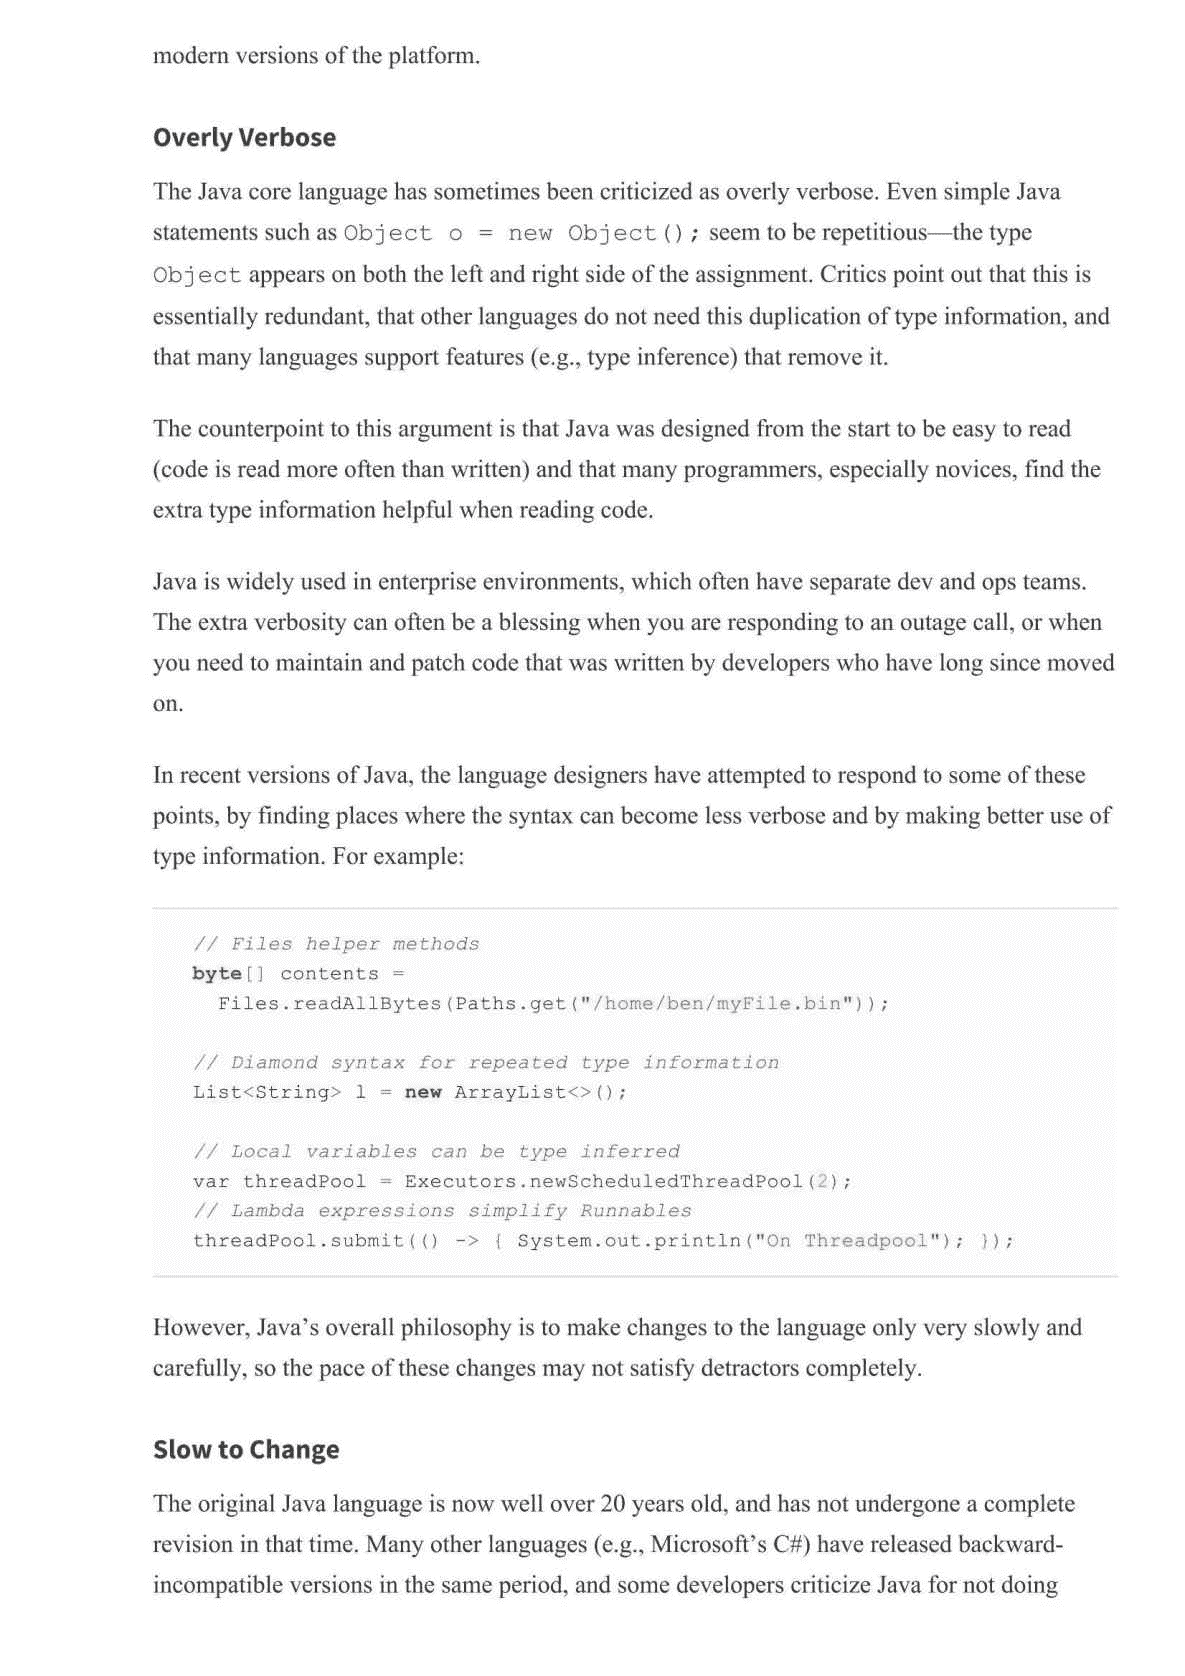 modern versions of the platform.
Overly Verbose
The Java core language has sometimes been criticized as overly verbose. Even simple Java
statements such as Object o = new Object(); seem to be repetitious—the type
Object appears on both the left and right side of the assignment. Critics point out that this is
essentially redundant, that other languages do not need this duplication of type information, and
that many languages support features (e.g., type inference) that remove it.
The counterpoint to this argument is that Java was designed from the start to be easy to read
(code is read more often than written) and that many programmers, especially novices, find the
extra type information helpful when reading code.
Java is widely used in enterprise environments, which often have separate dev and ops teams.
The extra verbosity can often be a blessing when you are responding to an outage call, or when
you need to maintain and patch code that was written by developers who have long since moved
on.
In recent versions of Java, the language designers have attempted to respond to some of these
points, by finding places where the syntax can become less verbose and by making better use of
type information. For example:
// Files helper methods
byte[] contents =
  Files.readAllBytes(Paths.get("/home/ben/myFile.bin"));
// Diamond syntax for repeated type information
List<String> l = new ArrayList<>();
// Local variables can be type inferred
var threadPool = Executors.newScheduledThreadPool(2);
// Lambda expressions simplify Runnables
threadPool.submit(() -> { System.out.println("On Threadpool"); });
However, Java’s overall philosophy is to make changes to the language only very slowly and
carefully, so the pace of these changes may not satisfy detractors completely.
Slow to Change
The original Java language is now well over 20 years old, and has not undergone a complete
revision in that time. Many other languages (e.g., Microsoft’s C#) have released backward-
incompatible versions in the same period, and some developers criticize Java for not doing